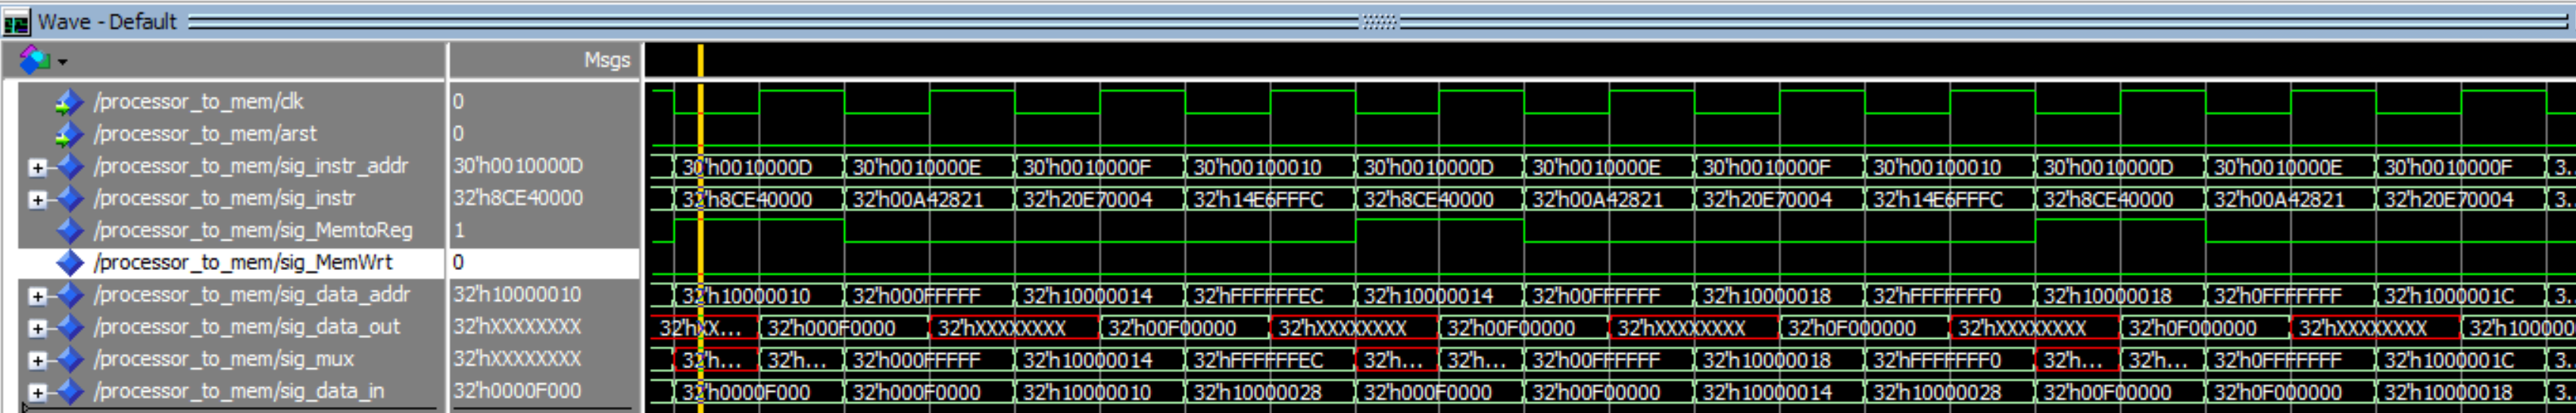 Wave - Default
Msgs
/processor_to_mem/clk 0
/processor_to_mem/arst 0
/processor_to_mem/sig_instr_addr 30'h0010000D 30'h0010000D 30'h0010000E 30'h0010000F 30'h00100010 30'h0010000D 30'h0010000E 30'h0010000F 30'h00100010 30'h0010000D 30'h0010000E 30'h0010000F 3...
/processor_to_mem/sig_instr 32'h8CE40000 32'h8CE40000 32'h00A42821 32'h20E70004 32'h14E6FFFC 32'h8CE40000 32'h00A42821 32'h20E70004 32'h14E6FFFC 32'h8CE40000 32'h00A42821 32'h20E70004 3...
/processor_to_mem/sig_MemtoReg 1
/processor_to_mem/sig_MemWrt 0
/processor_to_mem/sig_data_addr 32'h10000010 32'h10000010 32'h000FFFFF 32'h10000014 32'hFFFFFFEC 32'h10000014 32'h00FFFFFF 32'h10000018 32'hFFFFFFF0 32'h10000018 32'h0FFFFFFF 32'h1000001C 3...
/processor_to_mem/sig_data_out 32'hXXXXXXXX 32'hXX... 32'h000F0000 32'hXXXXXXXX 32'h00F00000 32'hXXXXXXXX 32'h00F00000 32'hXXXXXXXX 32'h0F000000 32'hXXXXXXXX 32'h0F000000 32'hXXXXXXXX 32'h100000
/processor_to_mem/sig_mux 32'hXXXXXXXX 32'h... 32'h... 32'h000FFFFF 32'h10000014 32'hFFFFFFEC 32'h... 32'h... 32'h00FFFFFF 32'h10000018 32'hFFFFFFF0 32'h... 32'h... 32'h0FFFFFFF 32'h1000001C 3...
/processor_to_mem/sig_data_in 32'h0000F000 32'h0000F000 32'h000F0000 32'h10000010 32'h10000028 32'h000F0000 32'h00F00000 32'h10000014 32'h10000028 32'h00F00000 32'h0F000000 32'h10000018 3...